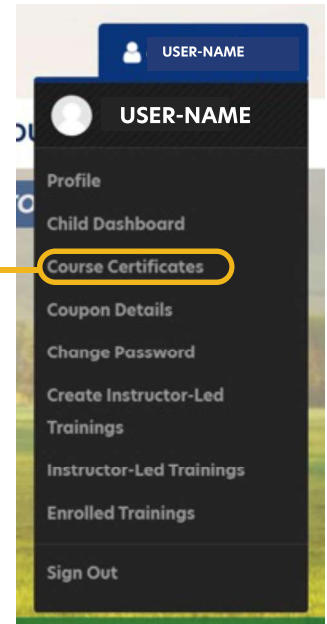 USER-NAME
USER-NAME
Profile
Child Dashboard
Course Certificates
Coupon Details
Change Password
Create Instructor-Led
Trainings
Instructor-Led Trainings
Enrolled Trainings
Sign Out